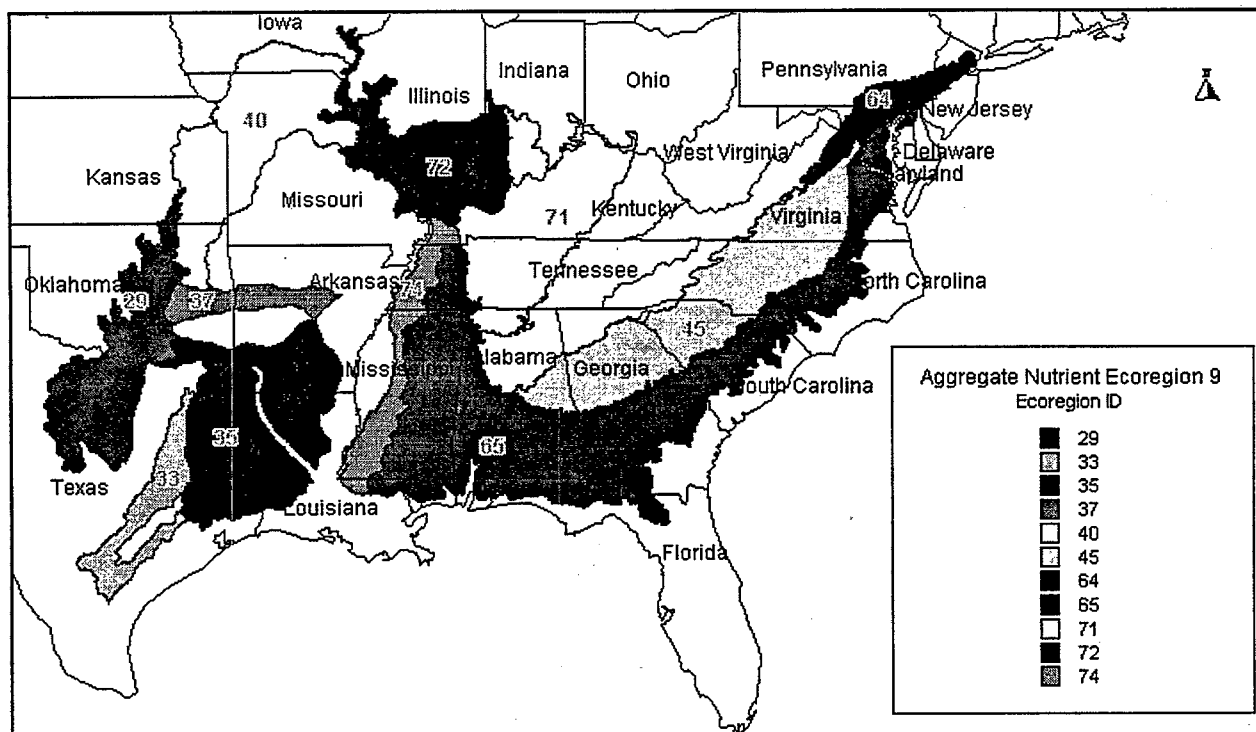 Iowa
Pennsylvania
Indiana
Ohio
Illinois
64
New Jersey
40
West Virginia
Delaware
72
Kansas
Maryland
Missouri
71
Kentucky
Virginia
Tennessee
Oklahoma
Arkansas
North Carolina
29
37
74
45
Mississippi
Alabama
Georgia
South Carolina
35
65
33
Texas
Louisiana
Florida
Aggregate Nutrient Ecoregion 9
Ecoregion ID
29
33
35
37
40
45
64
65
71
72
74